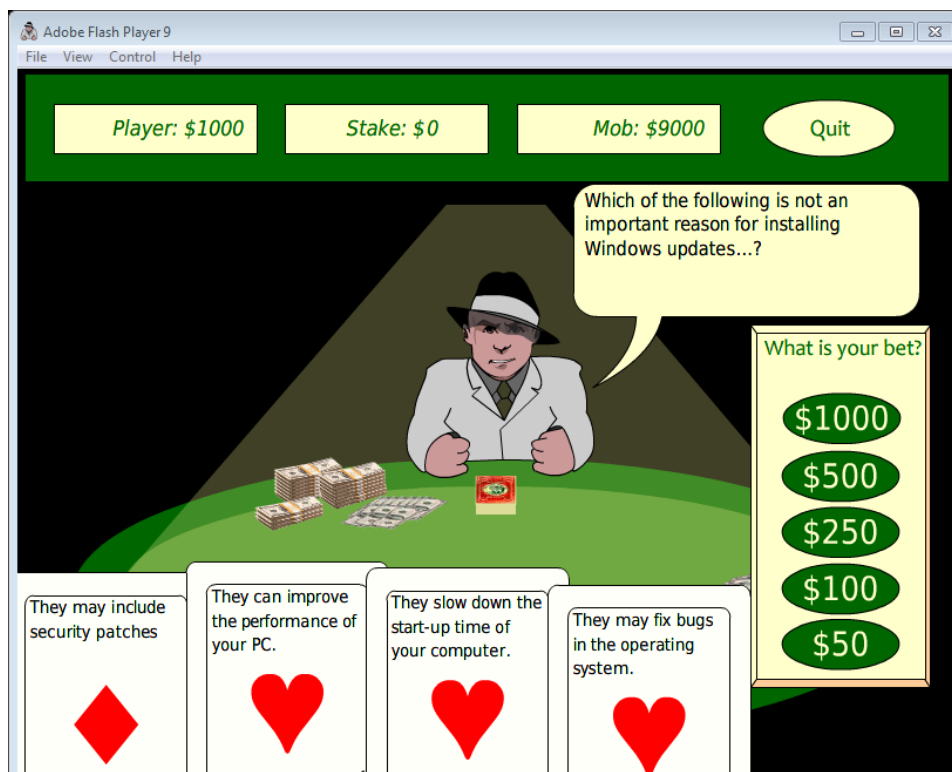 Adobe Flash Player 9
File View Control Help
Player: $1000
Stake: $0
Mob: $9000
Quit
Which of the following is not an
important reason for installing
Windows updates...?
What is your bet?
$1000
$500
$250
$100
$50
They may include
security patches
They can improve
the performance of
your PC.
They slow down the
start-up time of
your computer.
They may fix bugs
in the operating
system.